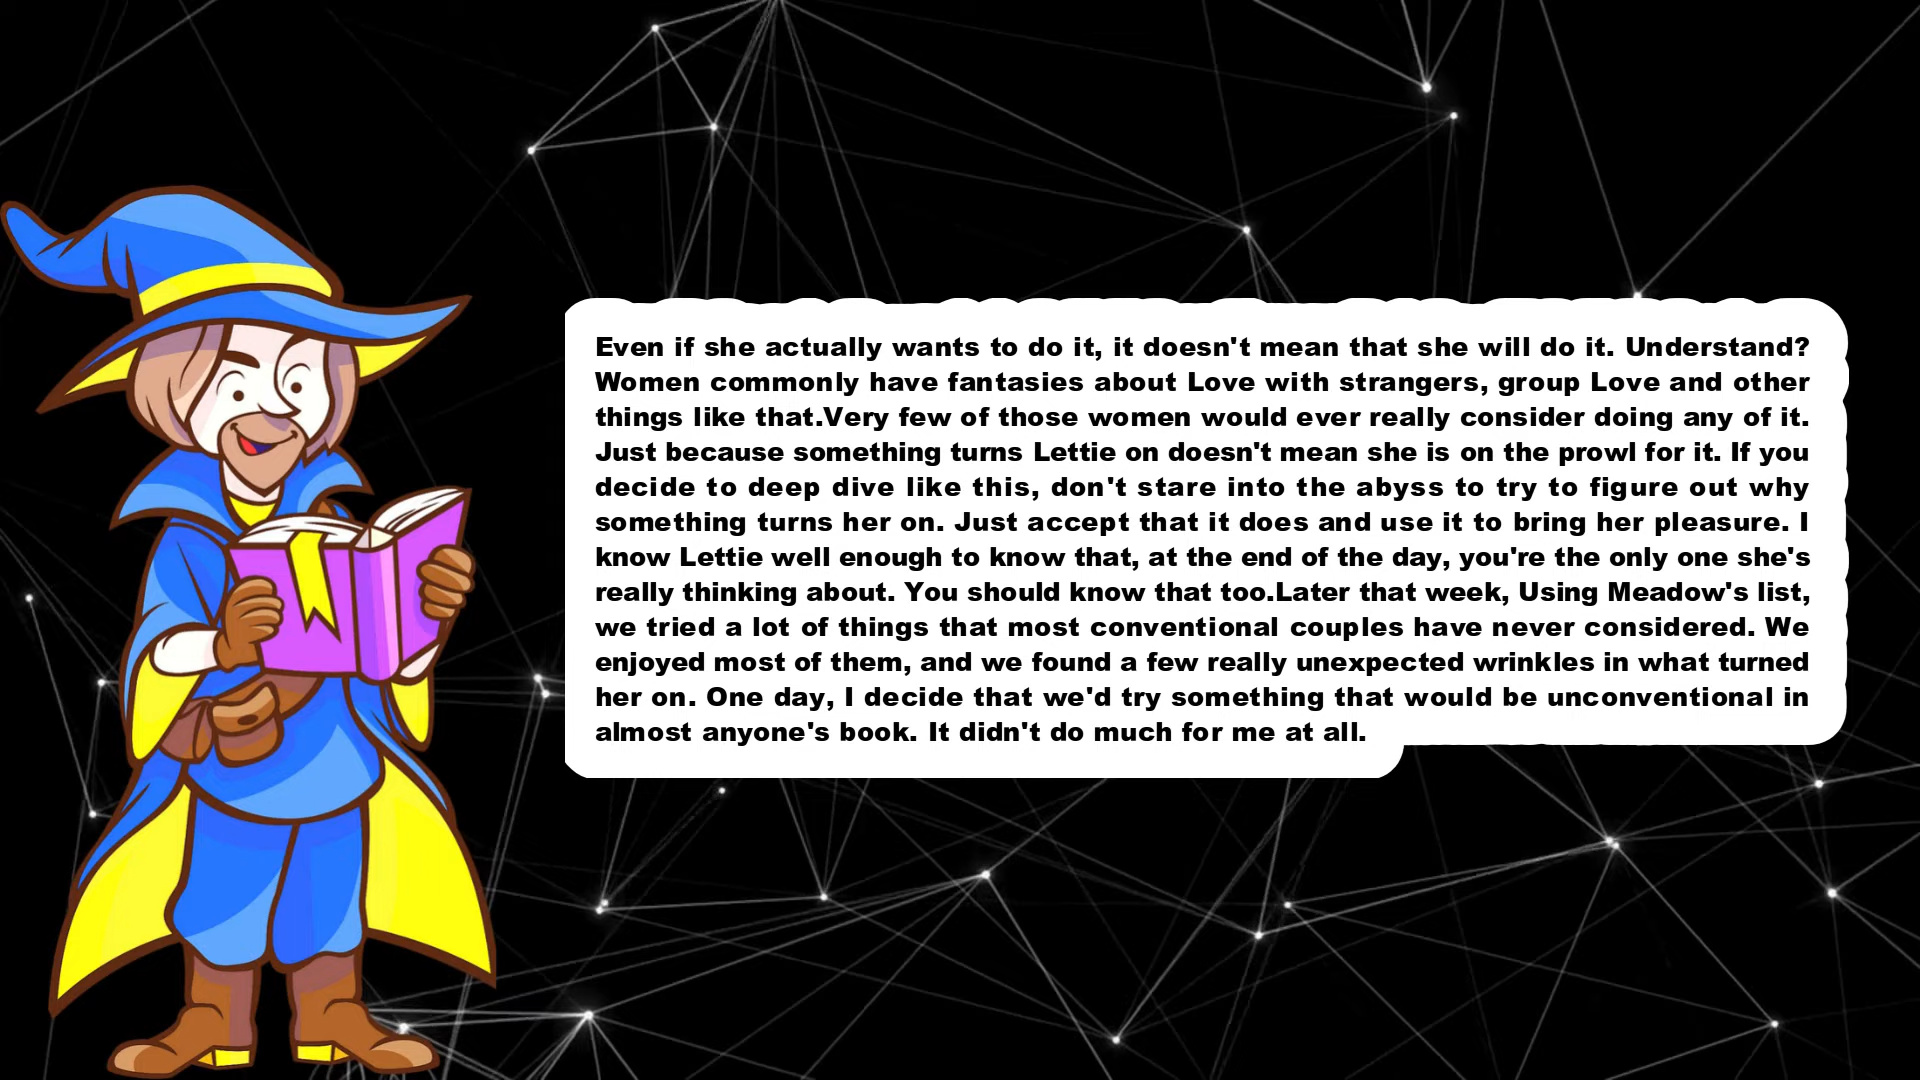 Even if she actually wants to do it, it doesn't mean that she will do it. Understand?
Women commonly have fantasies about Love with strangers, group Love and other
things like that.Very few of those women would ever really consider doing any of it.
Just because something turns Lettie on doesn't mean she is on the prowl for it. If you
decide to deep dive like this, don't stare into the abyss to try to figure out why
something turns her on. Just accept that it does and use it to bring her pleasure. I
know Lettie well enough to know that, at the end of the day, you're the only one she's
really thinking about. You should know that too.Later that week, Using Meadow's list,
we tried a lot of things that most conventional couples have never considered. We
enjoyed most of them, and we found a few really unexpected wrinkles in what turned
her on. One day, I decide that we'd try something that would be unconventional in
almost anyone's book. It didn't do much for me at all.